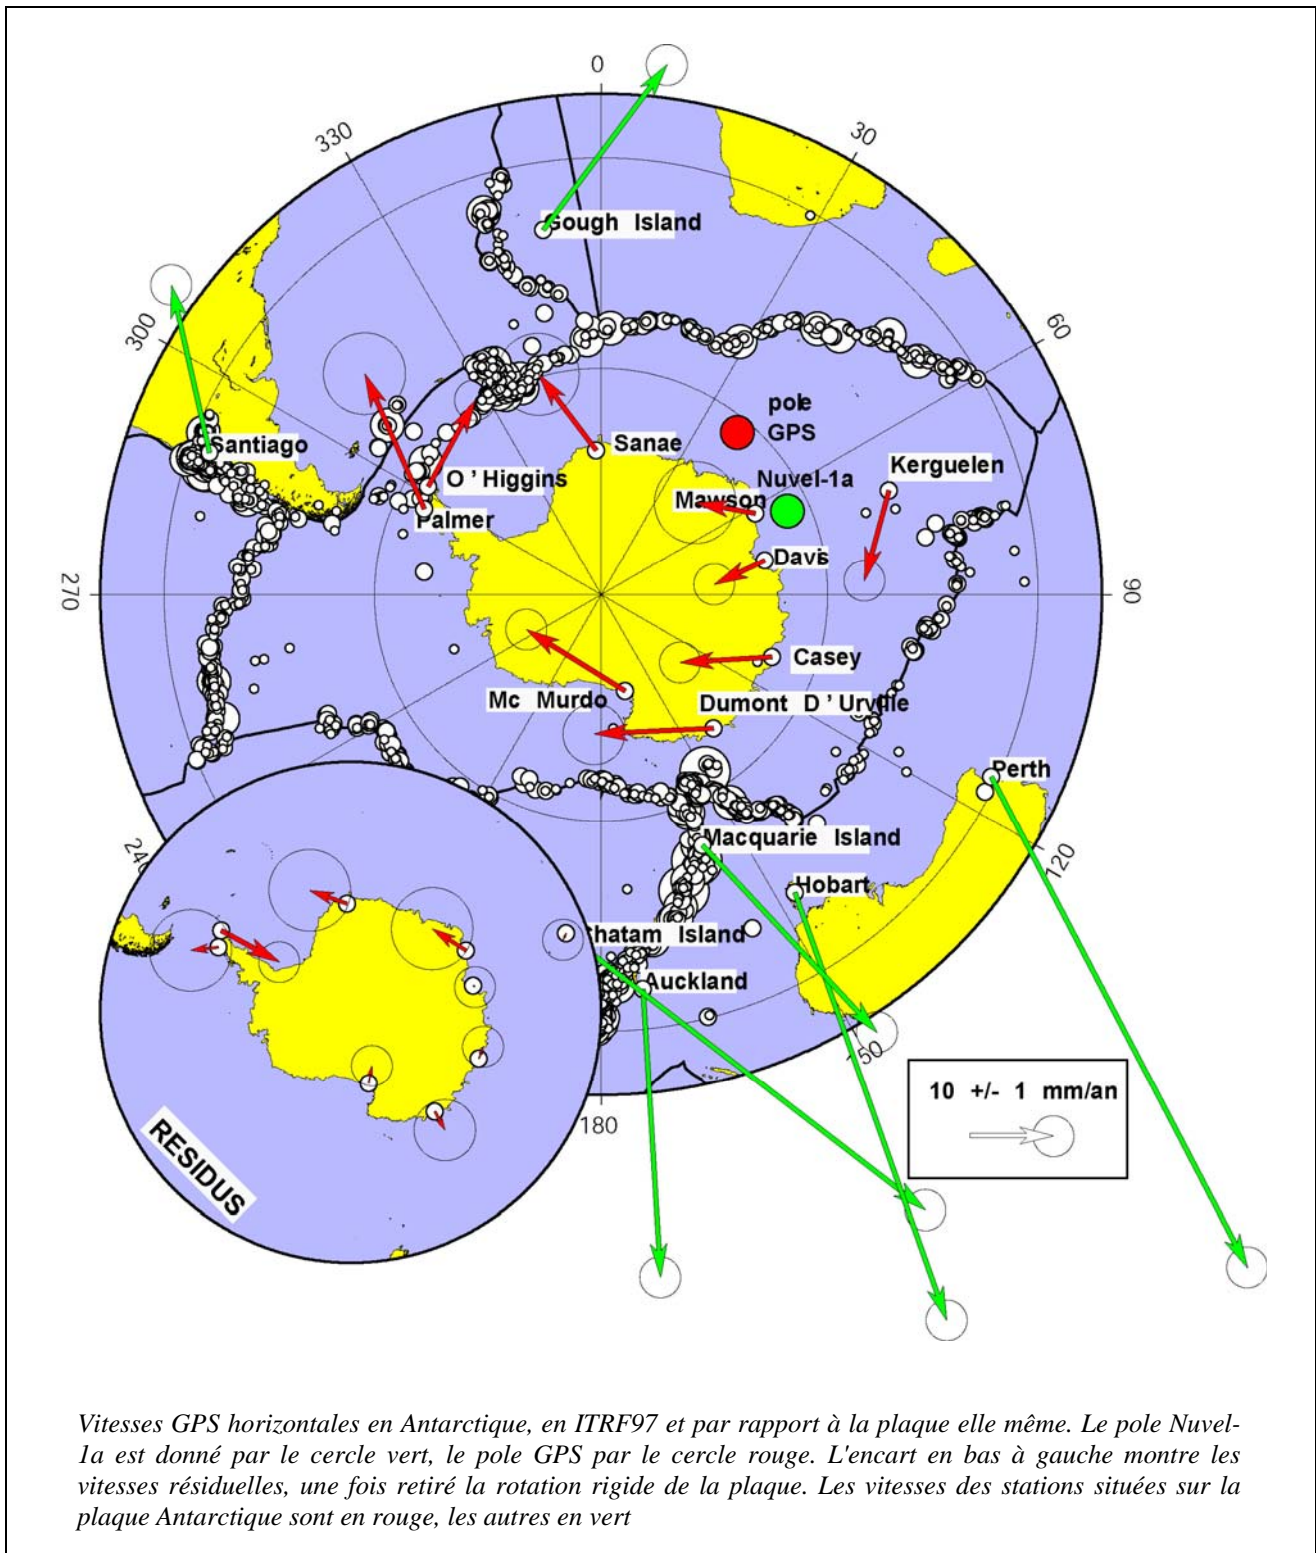 0
330
30
Gough Island
300
60
pole
GPS
Santiago
Sanae
Kerguelen
O ' Higgins
Nuvel-1a
Mawson
Palmer
Davis
270
90
Casey
Mc Murdo
Dumont D ' Urville
Perth
Macquarie Island
240
120
Hobart
Chatam Island
Auckland
150
10 +/- 1 mm/an
180
RESIDUS
Vitesses GPS horizontales en Antarctique, en ITRF97 et par rapport à la plaque elle même. Le pole Nuvel-
1a est donné par le cercle vert, le pole GPS par le cercle rouge. L'encart en bas à gauche montre les
vitesses résiduelles, une fois retiré la rotation rigide de la plaque. Les vitesses des stations situées sur la
plaque Antarctique sont en rouge, les autres en vert